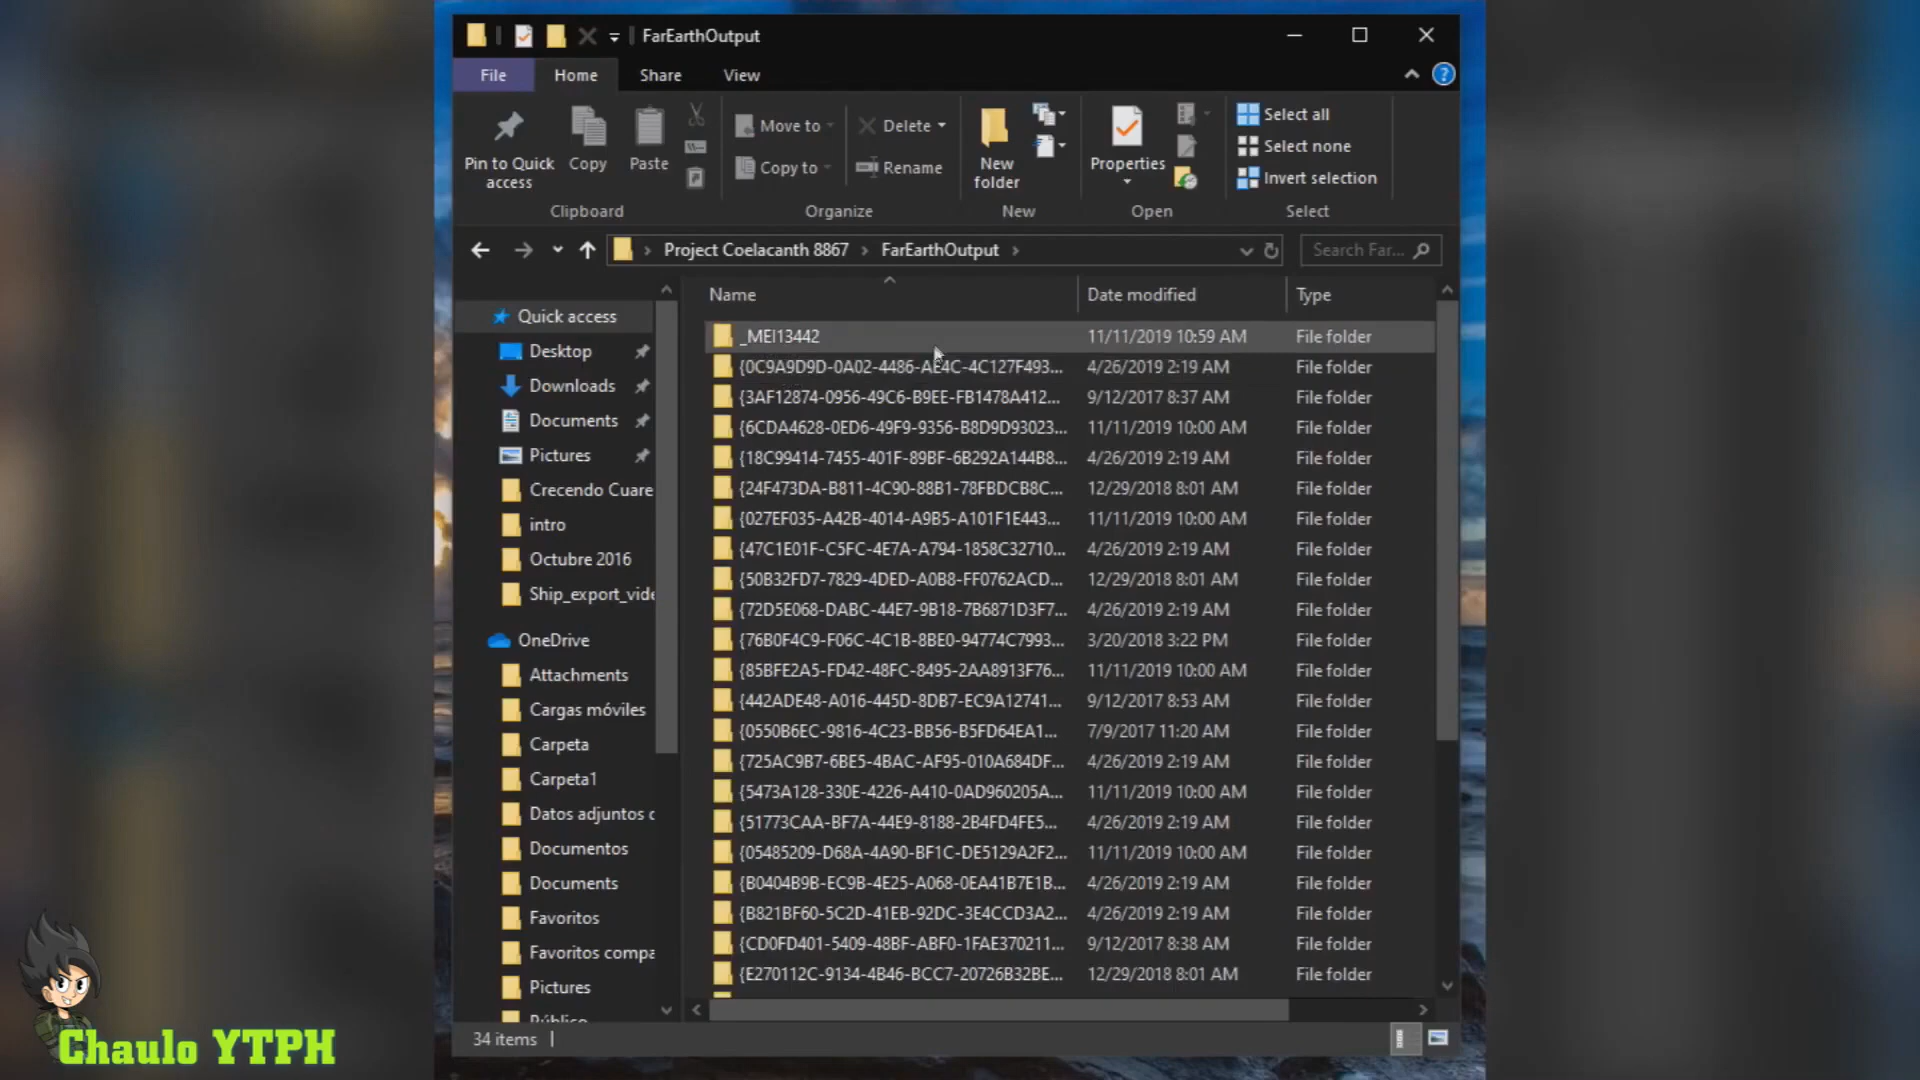 FarEarthOutput
File
Home
Share
View
Pin to Quick access
Copy
Paste
Move to
Copy to
Delete
Rename
New folder
Properties
Select all
Select none
Invert selection
Clipboard
Organize
New
Open
Select
Project Coelacanth 8867 > FarEarthOutput >
Search Far...
Quick access
Desktop
Downloads
Documents
Pictures
Crecendo Cuare
intro
Octubre 2016
Ship_export_vide
OneDrive
Attachments
Cargas móviles
Carpeta
Carpeta1
Datos adjuntos c
Documentos
Documents
Favoritos
Favoritos compa
Pictures
Público
Name Date modified Type
_MEI13442 11/11/2019 10:59 AM File folder
{0C9A9D9D-0A02-4486-AE4C-4C127F493... 4/26/2019 2:19 AM File folder
{3AF12874-0956-49C6-B9EE-FB1478A412... 9/12/2017 8:37 AM File folder
{6CDA4628-0ED6-49F9-9356-B8D9D93023... 11/11/2019 10:00 AM File folder
{18C99414-7455-401F-89BF-6B292A144B8... 4/26/2019 2:19 AM File folder
{24F473DA-B811-4C90-88B1-78FBDCB8C... 12/29/2018 8:01 AM File folder
{027EF035-A42B-4014-A9B5-A101F1E443... 11/11/2019 10:00 AM File folder
{47C1E01F-C5FC-4E7A-A794-1858C32710... 4/26/2019 2:19 AM File folder
{50B32FD7-7829-4DED-A0B8-FF0762ACD... 12/29/2018 8:01 AM File folder
{72D5E068-DABC-44E7-9B18-7B6871D3F7... 4/26/2019 2:19 AM File folder
{76B0F4C9-F06C-4C1B-8BE0-94774C7993... 3/20/2018 3:22 PM File folder
{85BFE2A5-FD42-48FC-8495-2AA8913F76... 11/11/2019 10:00 AM File folder
{442ADE48-A016-445D-8DB7-EC9A12741... 9/12/2017 8:53 AM File folder
{0550B6EC-9816-4C23-BB56-B5FD64EA1... 7/9/2017 11:20 AM File folder
{725AC9B7-6BE5-4BAC-AF95-010A684DF... 4/26/2019 2:19 AM File folder
{5473A128-330E-4226-A410-0AD960205A... 11/11/2019 10:00 AM File folder
{51773CAA-BF7A-44E9-8188-2B4FD4FE5... 4/26/2019 2:19 AM File folder
{05485209-D68A-4A90-BF1C-DE5129A2F2... 11/11/2019 10:00 AM File folder
{B0404B9B-EC9B-4E25-A068-0EA41B7E1B... 4/26/2019 2:19 AM File folder
{B821BF60-5C2D-41EB-92DC-3E4CCD3A2... 4/26/2019 2:19 AM File folder
{CD0FD401-5409-48BF-ABF0-1FAE370211... 9/12/2017 8:38 AM File folder
{E270112C-9134-4B46-BCC7-20726B32BE... 12/29/2018 8:01 AM File folder
34 items
Chaulo YTPH